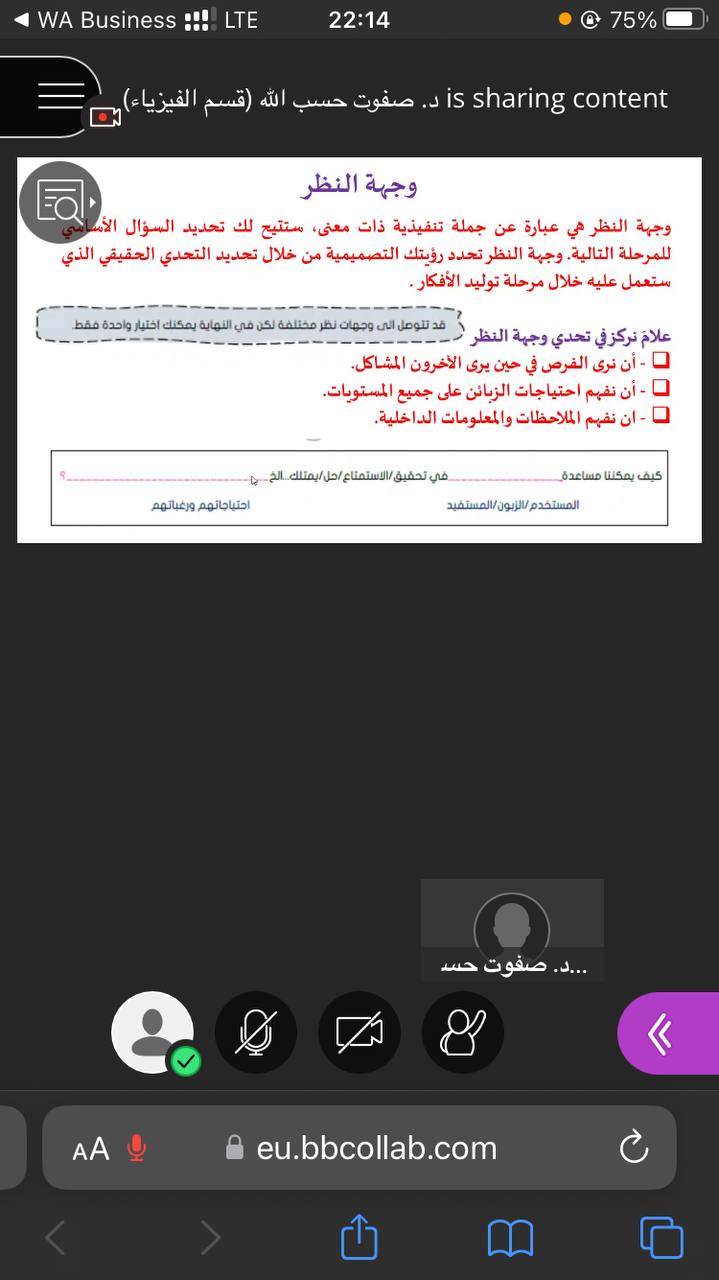 WA Business LTE 22:14 75%
د. صفوت حسب الله (قسم الفيزياء) is sharing content
وجهة النظر
وجهة النظر هي عبارة عن جملة تنفيذية ذات معنى، ستتيح لك تحديد السؤال الأساسي
للمرحلة التالية. وجهة النظر تحدد رؤيتك التصميمية من خلال تحديد التحدي الحقيقي الذي
ستعمل عليه خلال مرحلة توليد الأفكار .
قد تتوصل الى وجهات نظر مختلفة لكن في النهاية يمكنك اختيار واحدة فقط.
علامَ نركز في تحدي وجهة النظر
- أن نرى الفرص في حين يرى الآخرون المشاكل.
- أن نفهم احتياجات الزبائن على جميع المستويات.
- ان نفهم الملاحظات والمعلومات الداخلية.
كيف يمكننا مساعدة ـــــــــــ في تحقيق/الاستمتاع/حل/يمتلك...الخ ـــــــــــ ؟
المستخدم/الزبون/المستفيد احتياجاتهم ورغباتهم
د. صفوت حسـ...
AA eu.bbcollab.com